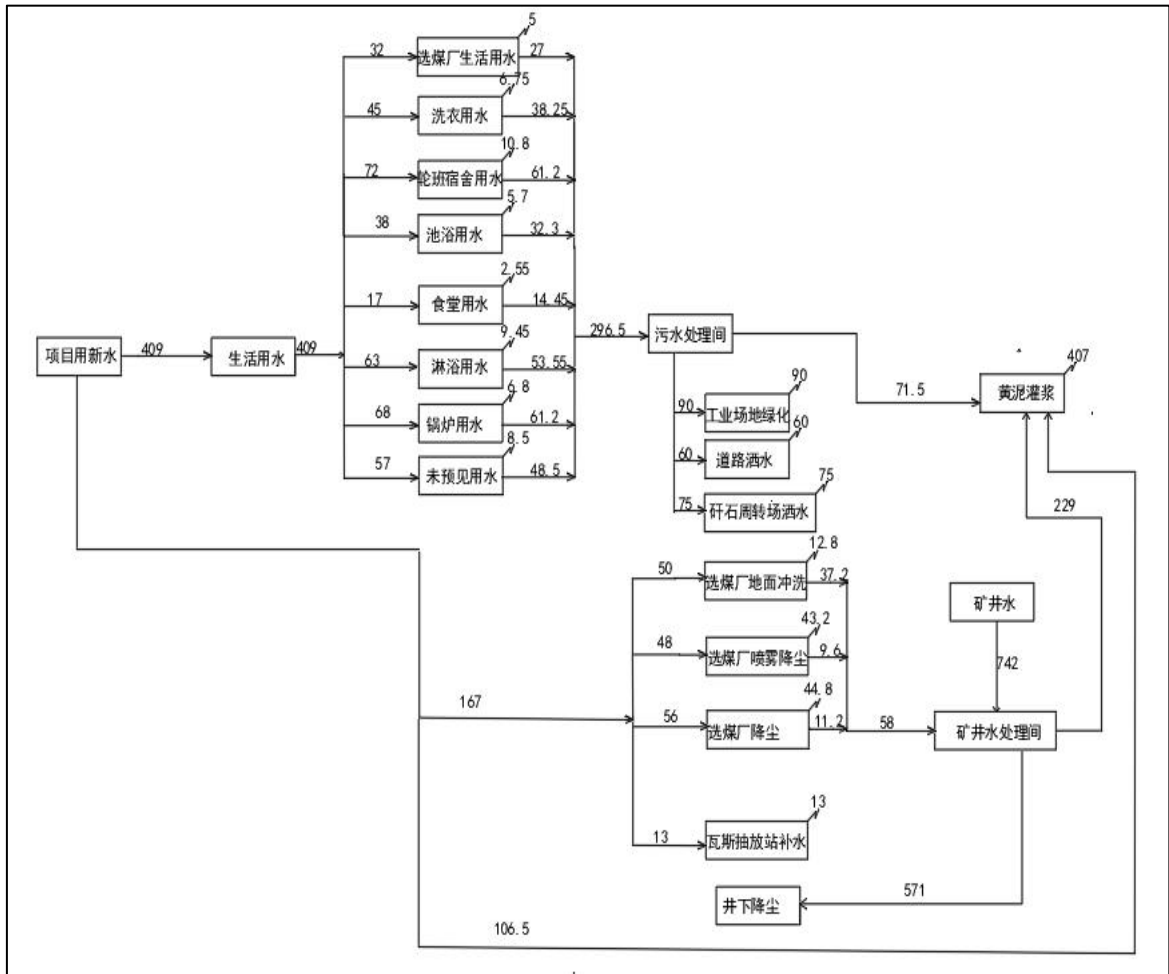 5
32
选煤厂生活用水
27
6.75
45
洗衣用水
38.25
10.8
72
轮班宿舍用水
61.2
5.7
38
池浴用水
32.3
2.55
17
食堂用水
14.45
项目用新水
409
生活用水
409
9.45
63
淋浴用水
53.55
296.5
污水处理间
6.8
68
锅炉用水
61.2
8.5
57
未预见用水
48.5
71.5
黄泥灌浆
407
90
90
工业场地绿化
60
60
道路洒水
75
75
矸石周转场洒水
229
12.8
50
选煤厂地面冲洗
37.2
矿井水
43.2
48
选煤厂喷雾降尘
9.6
742
167
44.8
56
选煤厂降尘
11.2
58
矿井水处理间
13
13
瓦斯抽放站补水
571
井下降尘
106.5